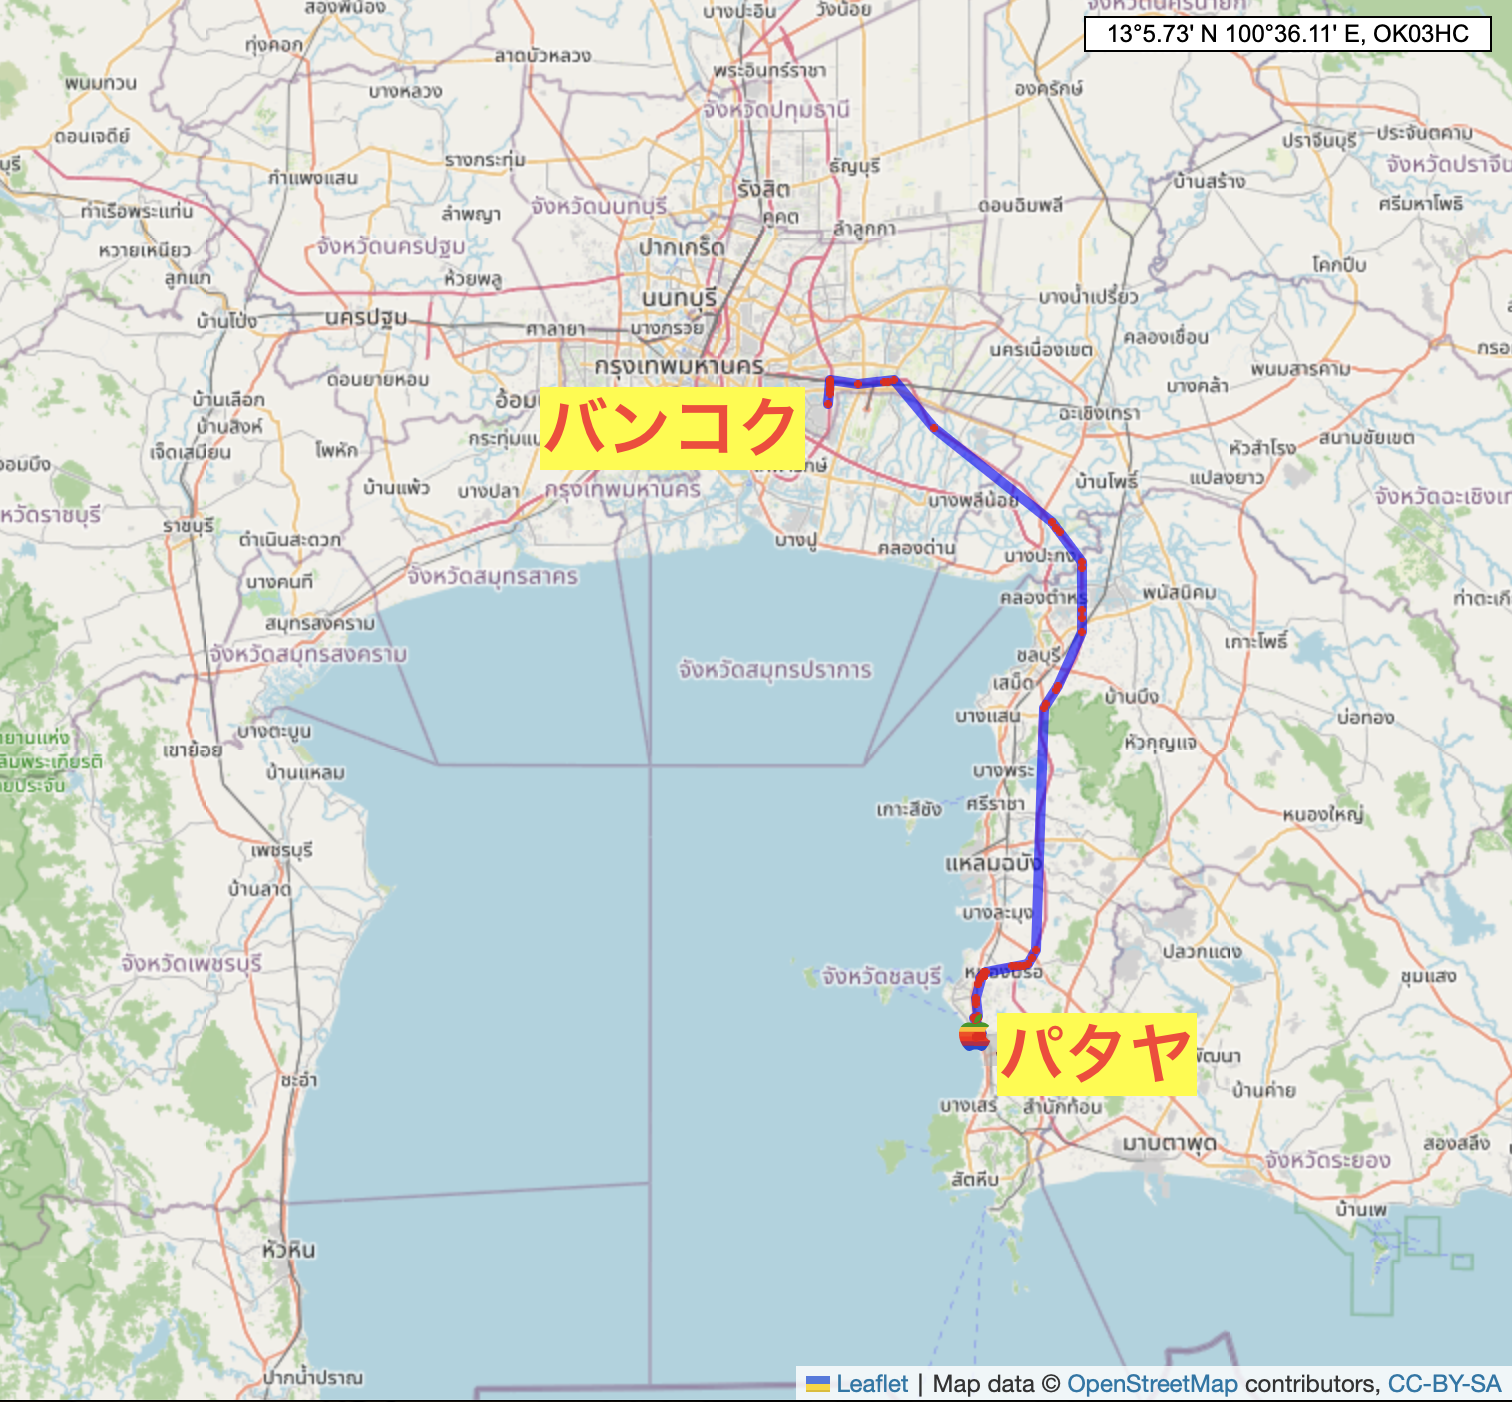 สองพี่น้อง
บางปะอิน
วังน้อย
จังหวัดนครนายก
13°5.73' N 100°36.11' E, OK03HC
ทุ่งคอก
ลาดบัวหลวง
พระอินทร์ราชา
พนมทวน
บางหลวง
องครักษ์
จังหวัดปทุมธานี
ดอนเจดีย์
ปราจีนบุรี
ประจันตคาม
รางกระทุ่ม
ธัญบุรี
กำแพงแสน
รังสิต
บ้านสร้าง
ท่าเรือพระแท่น
ลำพญา
จังหวัดนนทบุรี
คูคต
ดอนฉิมพลี
ศรีมหาโพธิ
หวายเหนียว
จังหวัดนครปฐม
ปากเกร็ด
ลำลูกกา
ลูกแก
ห้วยพลู
โคกปีบ
นนทบุรี
บางน้ำเปรี้ยว
บ้านโป่ง
นครปฐม
ศาลายา
บางกรวย
คลองเขื่อน
นครเนื่องเขต
กรุงเทพมหานคร
พนมสารคาม
ดอนยายหอม
บางคล้า
บ้านเลือก
ฉะเชิงเทรา
บ้านสิงห์
バンコク
เจ็ดเสมียน
โพหัก
หัวสำโรง
สนามชัยเขต
จอมบึง
บ้านแพ้ว
บางปลา
กรุงเทพมหานคร
บางพลีน้อย
บ้านโพธิ์
แปลงยาว
ราชบุรี
ดำเนินสะดวก
บางปู
คลองด่าน
บางปะกง
บางคนที
จังหวัดสมุทรสาคร
คลองตำหรุ
พนัสนิคม
สมุทรสงคราม
จังหวัดสมุทรสงคราม
จังหวัดสมุทรปราการ
ชลบุรี
เกาะโพธิ์
เสม็ด
บ้านบึง
บางแสน
บ่อทอง
เขาย้อย
บางตะบูน
หัวกุญแจ
บ้านแหลม
บางพระ
เกาะสีชัง
ศรีราชา
หนองใหญ่
เพชรบุรี
แหลมฉบัง
บ้านลาด
บางละมุง
ปลวกแดง
จังหวัดเพชรบุรี
จังหวัดชลบุรี
หนองปรือ
ชุมแสง
パタヤ
พัฒนา
ชะอำ
บ้านค่าย
บางเสร่
สำนักท้อน
มาบตาพุด
สองสลึง
จังหวัดระยอง
สัตหีบ
บ้านเพ
หัวหิน
ปากน้ำปราณ
Leaflet | Map data © OpenStreetMap contributors, CC-BY-SA